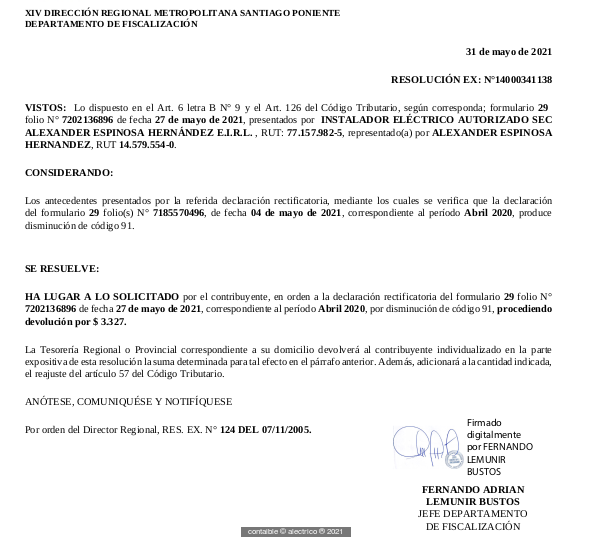 XIV DIRECCIÓN REGIONAL METROPOLITANA SANTIAGO PONIENTE
DEPARTAMENTO DE FISCALIZACIÓN
31 de mayo de 2021
RESOLUCIÓN EX: N°14000341138
VISTOS: Lo dispuesto en el Art. 6 letra B N° 9 y el Art. 126 del Código Tributario, según corresponda; formulario 29
folio N° 7202136896 de fecha 27 de mayo de 2021, presentados por INSTALADOR ELÉCTRICO AUTORIZADO SEC
ALEXANDER ESPINOSA HERNÁNDEZ E.I.R.L. , RUT: 77.157.982-5, representado(a) por ALEXANDER ESPINOSA
HERNANDEZ, RUT 14.579.554-0.
CONSIDERANDO:
Los antecedentes presentados por la referida declaración rectificatoria, mediante los cuales se verifica que la declaración
del formulario 29 folio(s) N° 7185570496, de fecha 04 de mayo de 2021, correspondiente al período Abril 2020, produce
disminución de código 91.
SE RESUELVE:
HA LUGAR A LO SOLICITADO por el contribuyente, en orden a la declaración rectificatoria del formulario 29 folio N°
7202136896 de fecha 27 de mayo de 2021, correspondiente al período Abril 2020, por disminución de código 91, procediendo
devolución por $ 3.327.
La Tesorería Regional o Provincial correspondiente a su domicilio devolverá al contribuyente individualizado en la parte
expositiva de esta resolución la suma determinada para tal efecto en el párrafo anterior. Además, adicionará a la cantidad indicada,
el reajuste del artículo 57 del Código Tributario.
ANÓTESE, COMUNIQUÉSE Y NOTIFÍQUESE
Por orden del Director Regional, RES. EX. N° 124 DEL 07/11/2005.
Firmado
digitalmente
por FERNANDO
LEMUNIR
BUSTOS
FERNANDO ADRIAN
LEMUNIR BUSTOS
JEFE DEPARTAMENTO
DE FISCALIZACIÓN
contaible © alectrico ® 2021